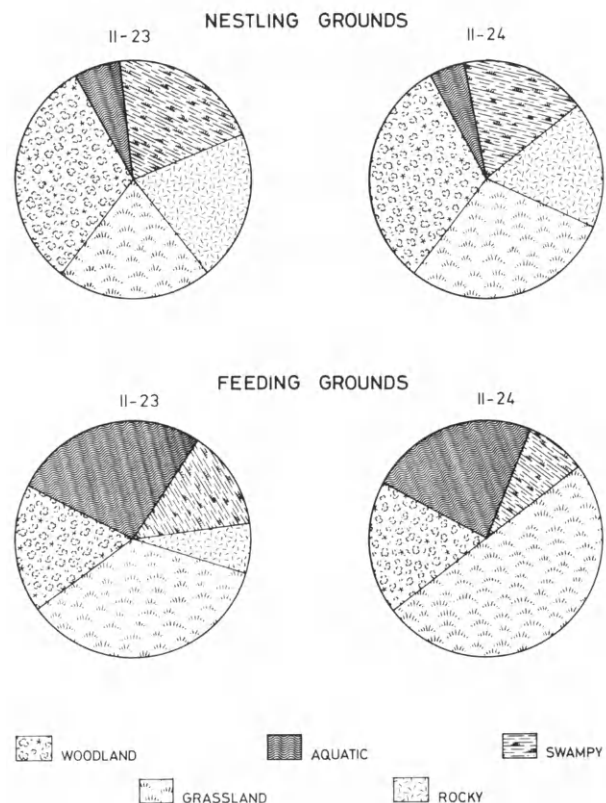 NESTLING GROUNDS
II-23 II-24
FEEDING GROUNDS
II-23 II-24
WOODLAND AQUATIC SWAMPY
GRASSLAND ROCKY